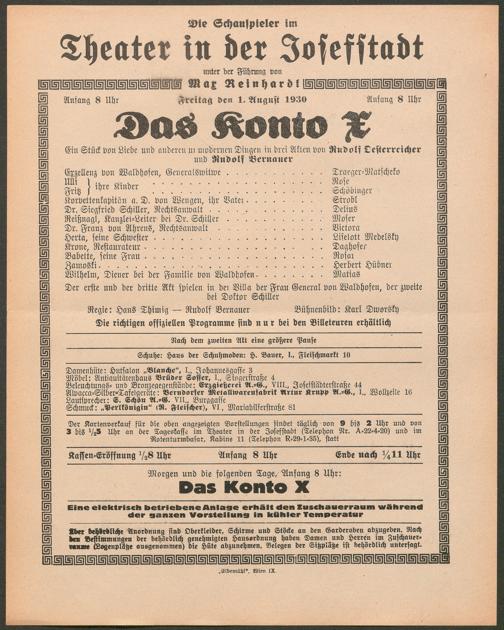 Die Schauspieler im
Theater in der Josefstadt
unter der Führung von
Max Reinhardt
Anfang 8 Uhr Freitag den 1. August 1930 Anfang 8 Uhr
Das Konto X
Ein Stück von Liebe und anderen modernen Dingen in drei Akten von Rudolf Oesterreicher
und Rudolf Bernauer
Exzellenz von Waldhofen, Generalswitwe . . . Draeger-Matscheko
Ulli } ihre Kinder . . . Rose
Fritz } . . . Schöbinger
Korvettenkapitän a. D. von Wengen, ihr Vater . . . Strobl
Dr. Siegfried Schiller, Rechtsanwalt . . . Delius
Reißnagl, Kanzlei-Leiter bei Dr. Schiller . . . Moser
Dr. Franz von Ahrens, Rechtsanwalt . . . Victora
Herta, seine Schwester . . . Liselott Medelsky
Krone, Restaurateur . . . Daghofer
Babette, seine Frau . . . Rosar
Zamoski . . . Herbert Hübner
Wilhelm, Diener bei der Familie von Waldhofen . . . Matias
Der erste und der dritte Akt spielen in der Villa der Frau General von Waldhofen, der zweite
bei Doktor Schiller
Regie: Hans Thimig — Rudolf Bernauer Bühnenbild: Karl Dworsky
Die richtigen offiziellen Programme sind nur bei den Billeteuren erhältlich
Nach dem zweiten Akt eine größere Pause
Schuhe: Haus der Schuhmoden: H. Bauer, I., Fleischmarkt 10
Damenhüte: Hutsalon „Blanche", I., Johannesgasse 3
Möbel: Antiquitätenhaus Brüder Soffer, I., Singerstraße 4
Beleuchtungs- und Bronzegegenstände: Erzgießerei A.-G., VIII., Josefstädterstraße 44
Alpacca-Silber-Tafelgeräte: Berndorfer Metallwarenfabrik Artur Krupp A.-G., I., Wollzeile 16
Lautsprecher: E. Schön A.-G. VII., Burggasse
Schmuck: „Perlkönigin" (R. Fleischer), VI., Mariahilferstraße 81
Der Kartenverkauf für die oben angezeigten Vorstellungen findet täglich von 9 bis 2 Uhr und von
3 bis ½5 Uhr an der Tageskasse im Theater in der Josefstadt (Telephon Nr. A-22-4-20) und im
Rotenturmbasar, Kabine 11 (Telephon R-29-1-35), statt
Kassen-Eröffnung ½8 Uhr Anfang 8 Uhr Ende nach ¼11 Uhr
Morgen und die folgenden Tage, Anfang 8 Uhr:
Das Konto X
Eine elektrisch betriebene Anlage erhält den Zuschauerraum während
der ganzen Vorstellung in kühler Temperatur
Über behördliche Anordnung sind Oberkleider, Schirme und Stöcke an den Garderoben abzugeben. Nach
den Bestimmungen der behördlich genehmigten Hausordnung haben Damen und Herren im Zuschauer-
raume (Logenplätze ausgenommen) die Hüte abzunehmen. Belegen der Sitzplätze ist behördlich untersagt.
„Elbemühl", Wien IX.